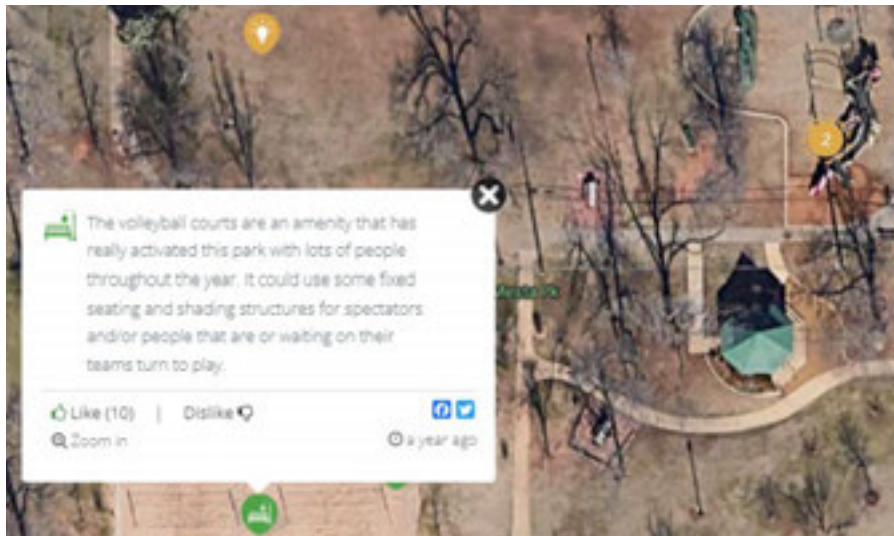 2
The volleyball courts are an amenity that has
really activated this park with lots of people
throughout the year. It could use some fixed
seating and shading structures for spectators
and/or people that are or waiting on their
teams turn to play.
Like (10) | Dislike
Zoom in
a year ago